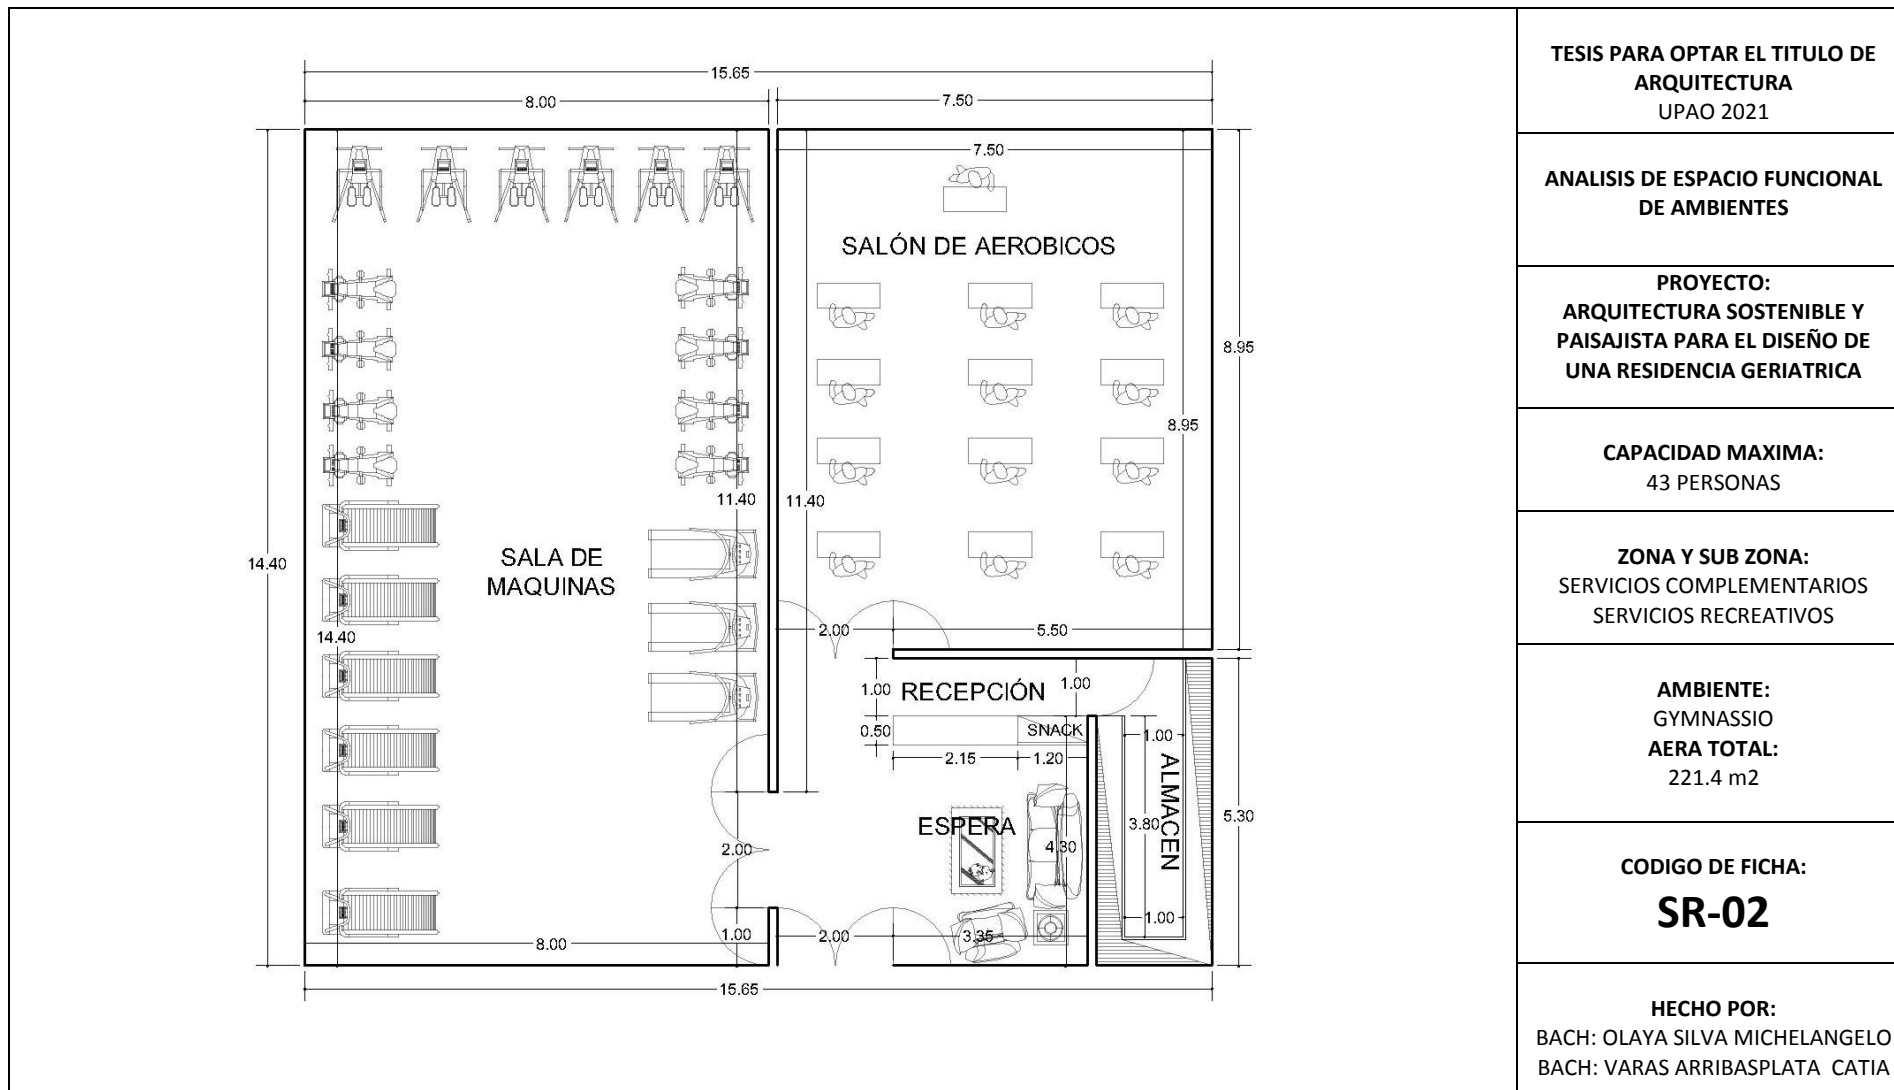 15.65
8.00
7.50
7.50
SALÓN DE AEROBICOS
8.95
8.95
11.40
11.40
14.40
SALA DE
MAQUINAS
14.40
2.00
5.50
1.00
RECEPCIÓN
1.00
0.50
SNACK
1.00
2.15
1.20
ALMACEN
ESPERA
3.80
5.30
4.30
2.00
1.00
1.00
8.00
2.00
3.35
15.65
TESIS PARA OPTAR EL TITULO DE
ARQUITECTURA
UPAO 2021
ANALISIS DE ESPACIO FUNCIONAL
DE AMBIENTES
PROYECTO:
ARQUITECTURA SOSTENIBLE Y
PAISAJISTA PARA EL DISEÑO DE
UNA RESIDENCIA GERIATRICA
CAPACIDAD MAXIMA:
43 PERSONAS
ZONA Y SUB ZONA:
SERVICIOS COMPLEMENTARIOS
SERVICIOS RECREATIVOS
AMBIENTE:
GYMNASSIO
AERA TOTAL:
221.4 m2
CODIGO DE FICHA:
SR-02
HECHO POR:
BACH: OLAYA SILVA MICHELANGELO
BACH: VARAS ARRIBASPLATA CATIA